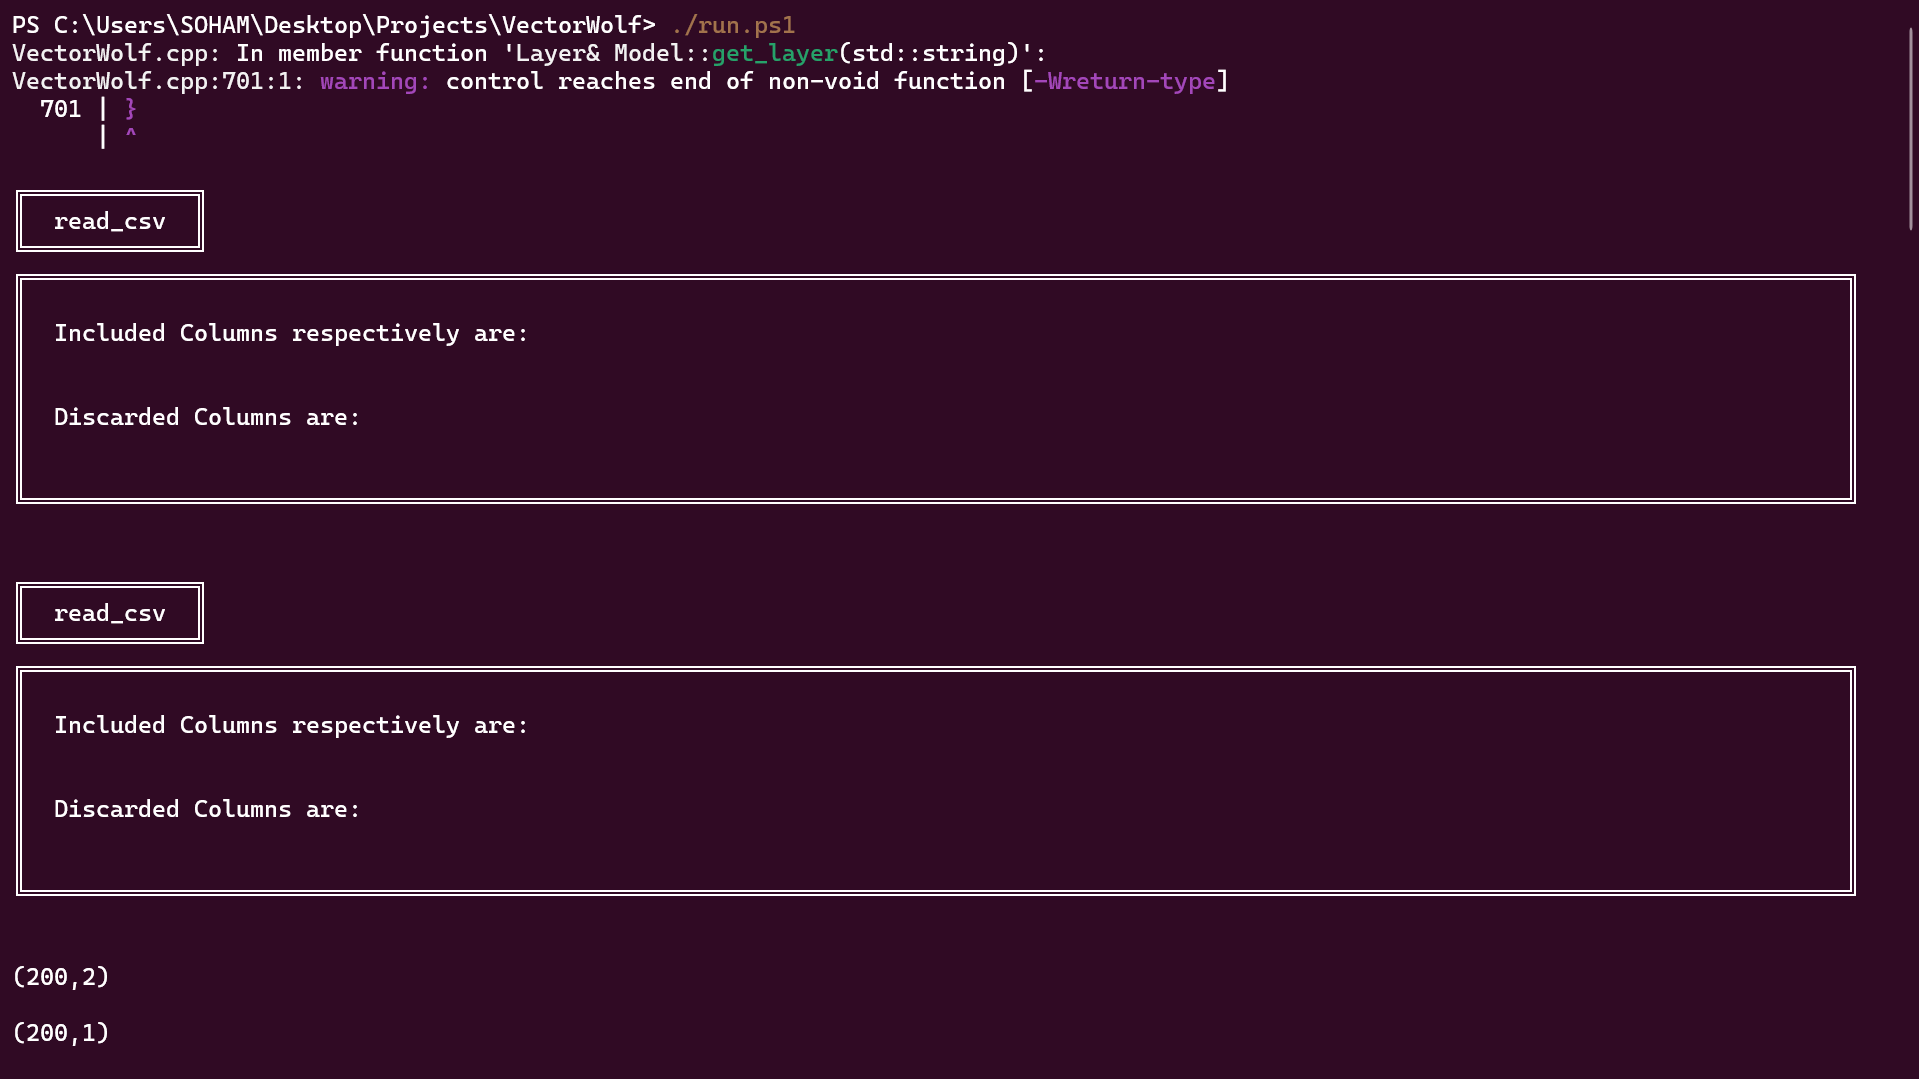 PS C:\Users\SOHAM\Desktop\Projects\VectorWolf> ./run.ps1
VectorWolf.cpp: In member function 'Layer& Model::get_layer(std::string)':
VectorWolf.cpp:701:1: warning: control reaches end of non-void function [-Wreturn-type]
  701 | }
      | ^
read_csv
Included Columns respectively are:
Discarded Columns are:
read_csv
Included Columns respectively are:
Discarded Columns are:
(200,2)
(200,1)